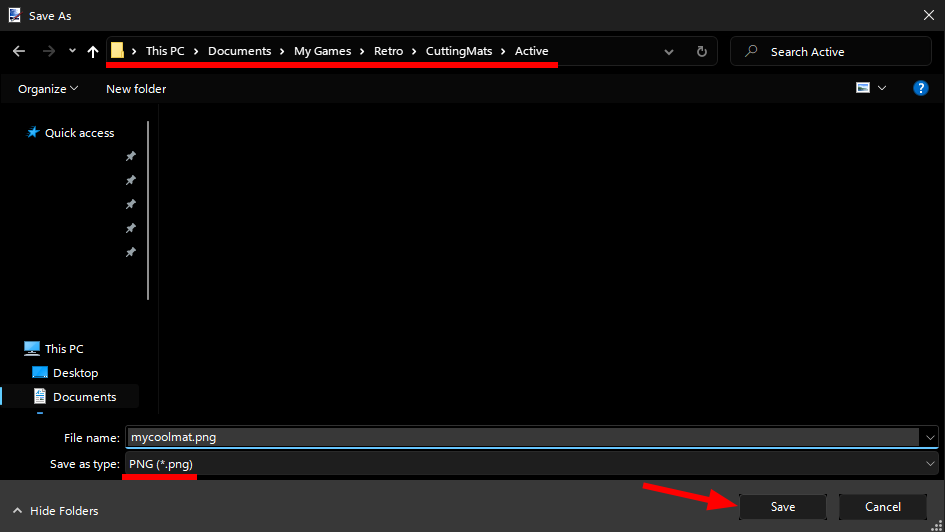 Save As
This PC > Documents > My Games > Retro > CuttingMats > Active
Search Active
Organize
New folder
?
Quick access
This PC
Desktop
Documents
File name: mycoolmat.png
Save as type: PNG (*.png)
Hide Folders
Save
Cancel